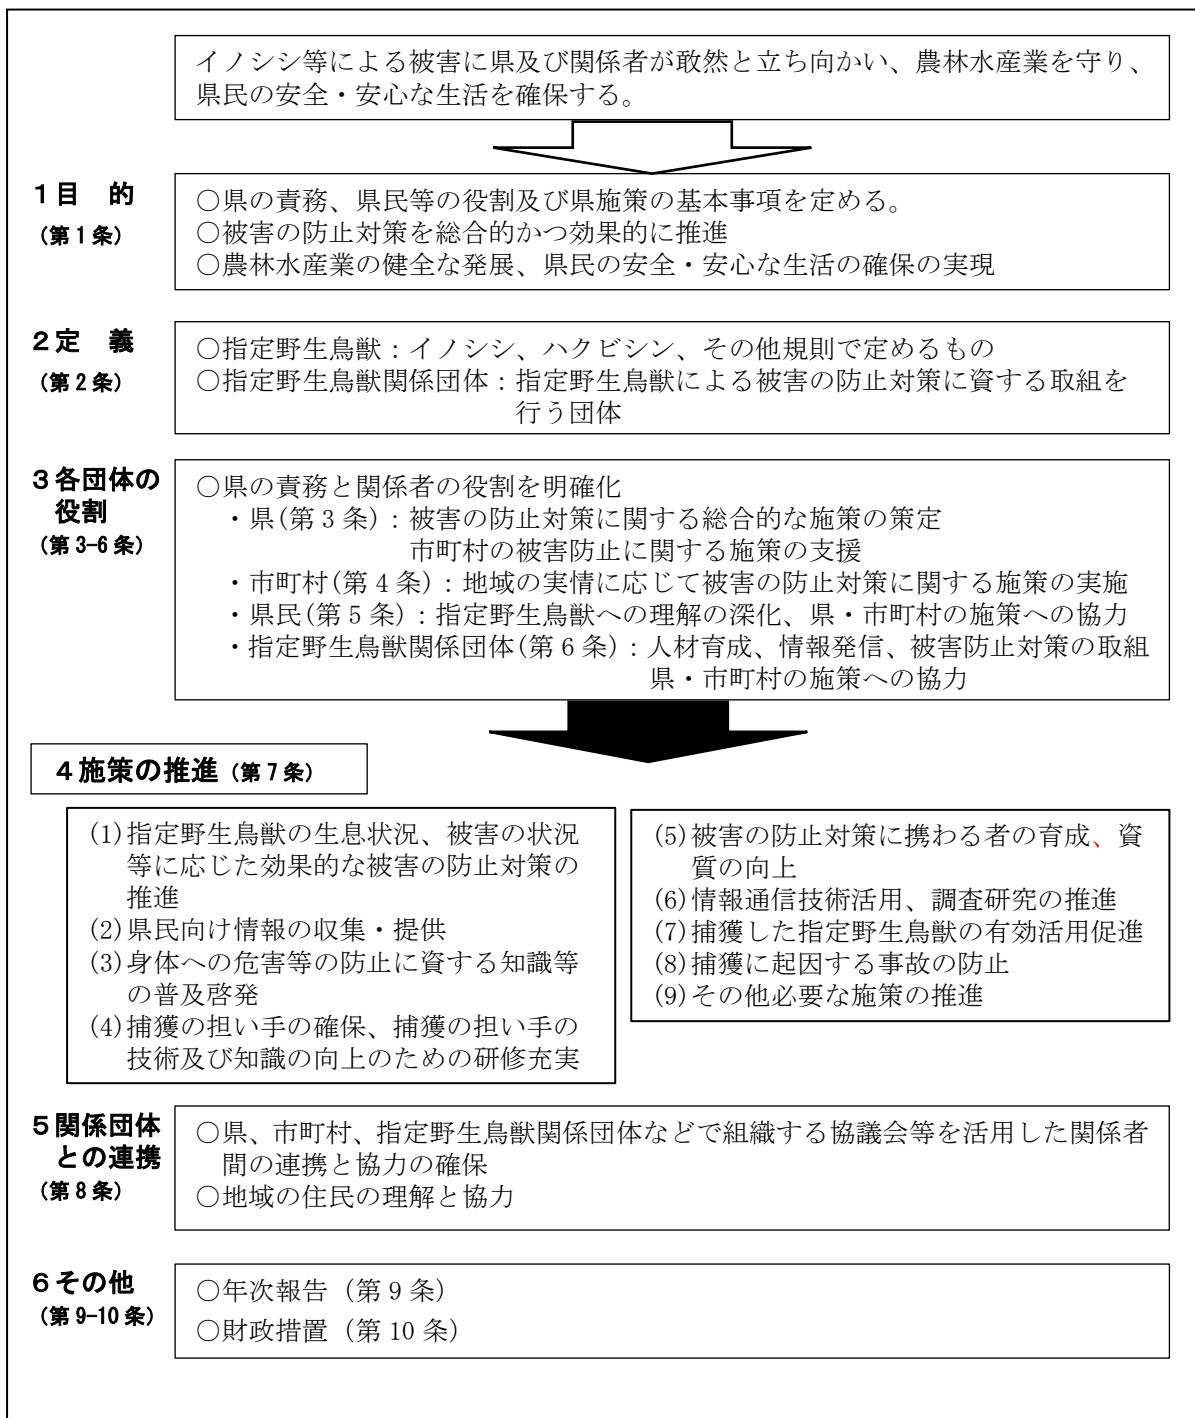 イノシシ等による被害に県及び関係者が敢然と立ち向かい、農林水産業を守り、
県民の安全・安心な生活を確保する。
1目 的
(第1条)
○県の責務、県民等の役割及び県施策の基本事項を定める。
○被害の防止対策を総合的かつ効果的に推進
○農林水産業の健全な発展、県民の安全・安心な生活の確保の実現
2定 義
(第2条)
○指定野生鳥獣：イノシシ、ハクビシン、その他規則で定めるもの
○指定野生鳥獣関係団体：指定野生鳥獣による被害の防止対策に資する取組を
行う団体
3各団体の
役割
(第3-6条)
○県の責務と関係者の役割を明確化
・県(第3条)：被害の防止対策に関する総合的な施策の策定
市町村の被害防止に関する施策の支援
・市町村(第4条)：地域の実情に応じて被害の防止対策に関する施策の実施
・県民(第5条)：指定野生鳥獣への理解の深化、県・市町村の施策への協力
・指定野生鳥獣関係団体(第6条)：人材育成、情報発信、被害防止対策の取組
県・市町村の施策への協力
4施策の推進(第7条)
(1)指定野生鳥獣の生息状況、被害の状況
等に応じた効果的な被害の防止対策の
推進
(2)県民向け情報の収集・提供
(3)身体への危害等の防止に資する知識等
の普及啓発
(4)捕獲の担い手の確保、捕獲の担い手の
技術及び知識の向上のための研修充実
(5)被害の防止対策に携わる者の育成、資
質の向上
(6)情報通信技術活用、調査研究の推進
(7)捕獲した指定野生鳥獣の有効活用促進
(8)捕獲に起因する事故の防止
(9)その他必要な施策の推進
5関係団体
との連携
(第8条)
○県、市町村、指定野生鳥獣関係団体などで組織する協議会等を活用した関係者
間の連携と協力の確保
○地域の住民の理解と協力
6その他
(第9-10条)
○年次報告(第9条)
○財政措置(第10条)